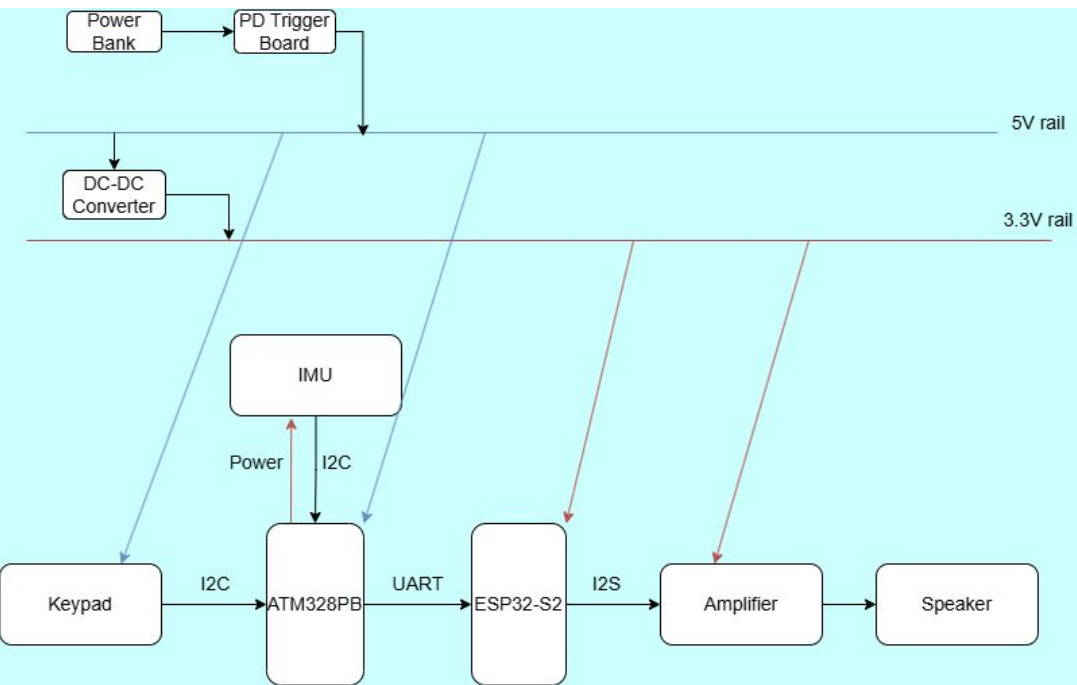 Power
Bank
PD Trigger
Board
5V rail
DC-DC
Converter
3.3V rail
IMU
Power
I2C
Keypad
I2C
ATM328PB
UART
ESP32-S2
I2S
Amplifier
Speaker